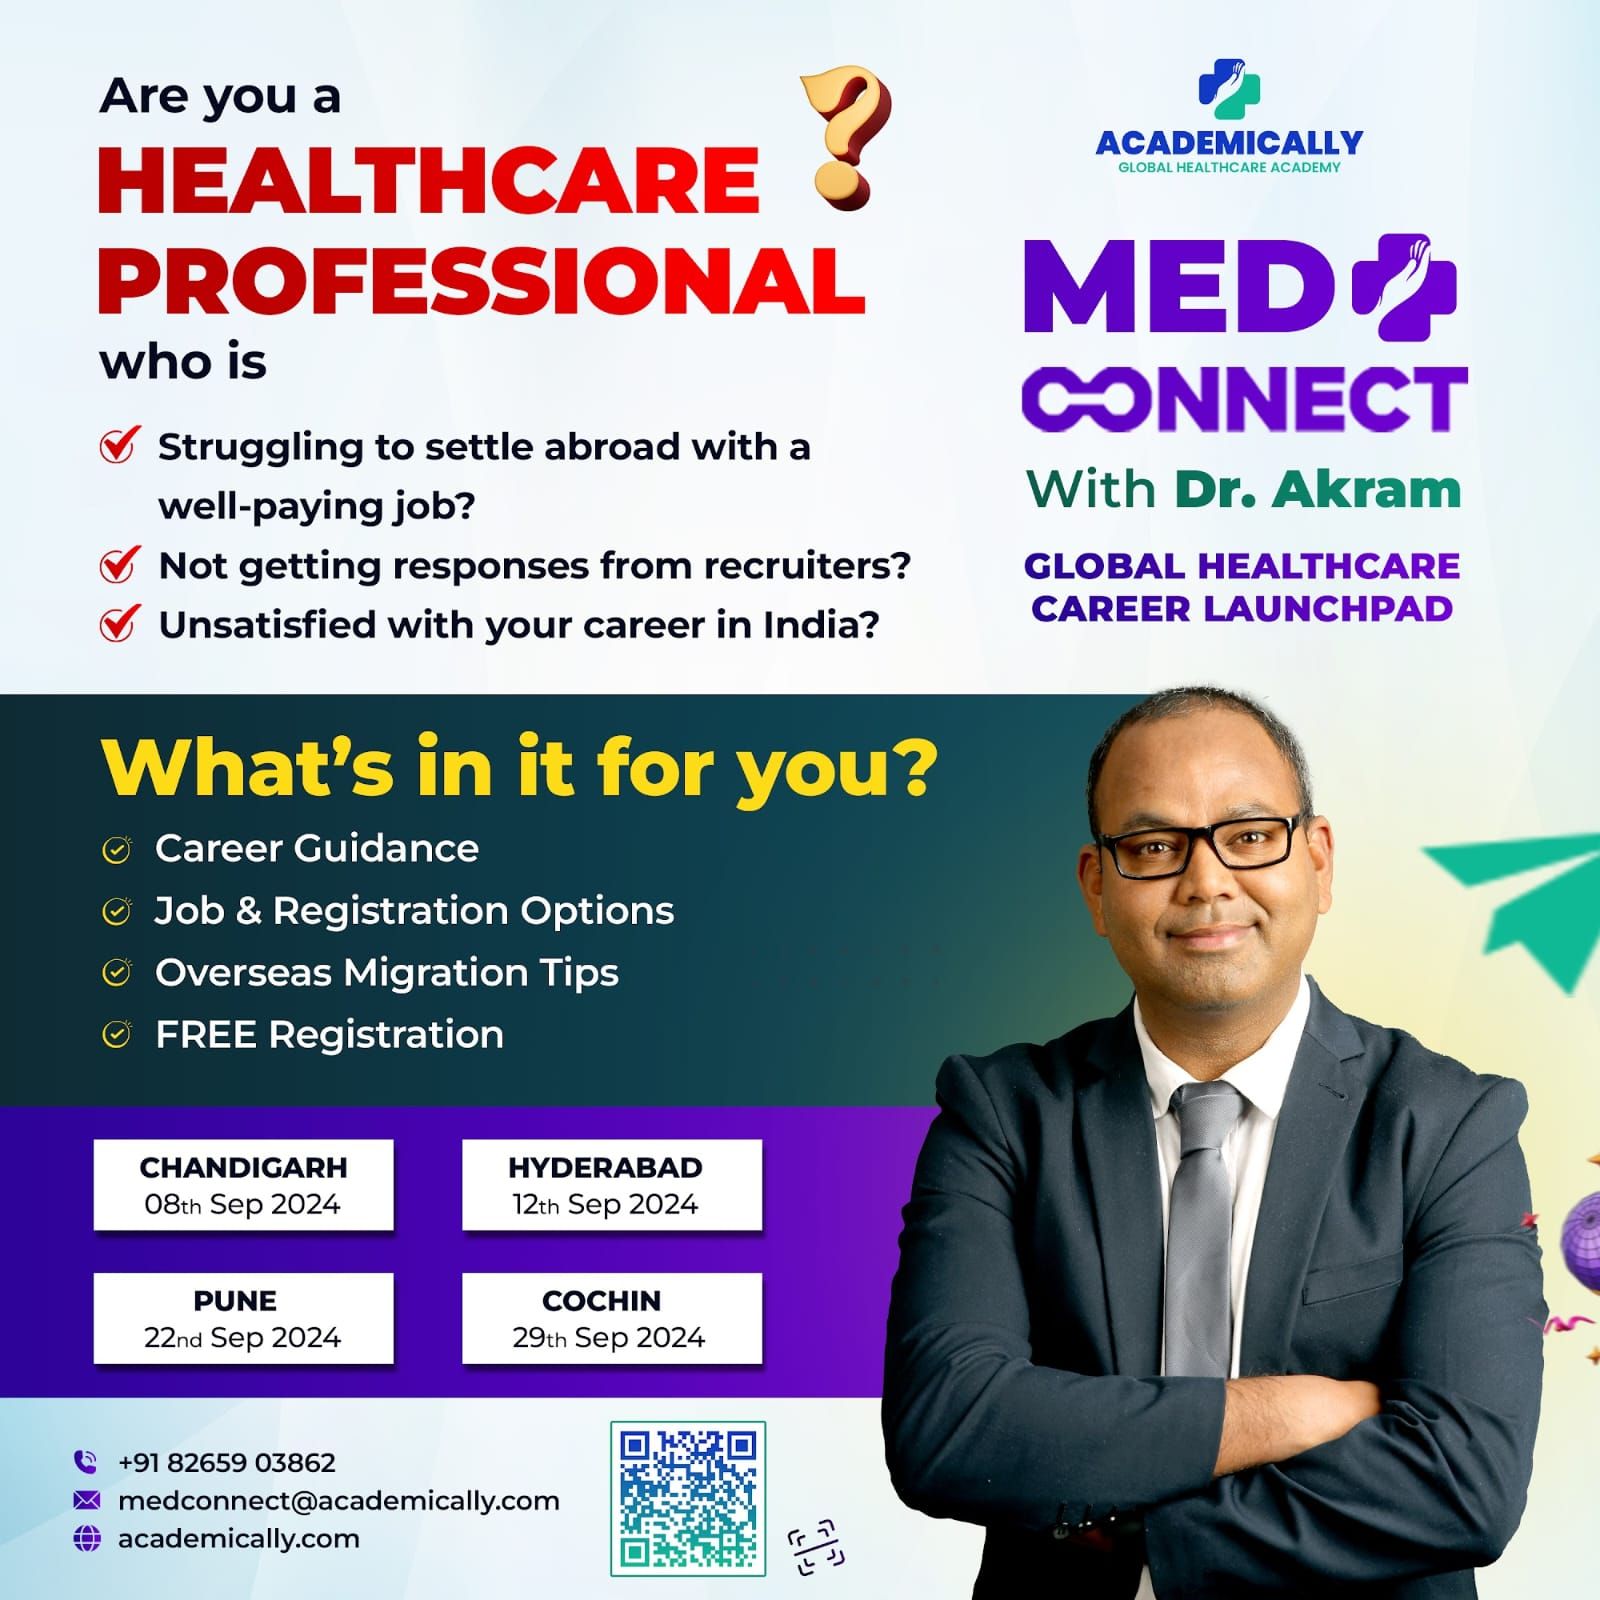 Are you a
HEALTHCARE
PROFESSIONAL
who is
Struggling to settle abroad with a
well-paying job?
Not getting responses from recruiters?
Unsatisfied with your career in India?
ACADEMICALLY
GLOBAL HEALTHCARE ACADEMY
MED
CONNECT
With Dr. Akram
GLOBAL HEALTHCARE
CAREER LAUNCHPAD
What's in it for you?
Career Guidance
Job & Registration Options
Overseas Migration Tips
FREE Registration
CHANDIGARH
08th Sep 2024
HYDERABAD
12th Sep 2024
PUNE
22nd Sep 2024
COCHIN
29th Sep 2024
+91 82659 03862
medconnect@academically.com
academically.com